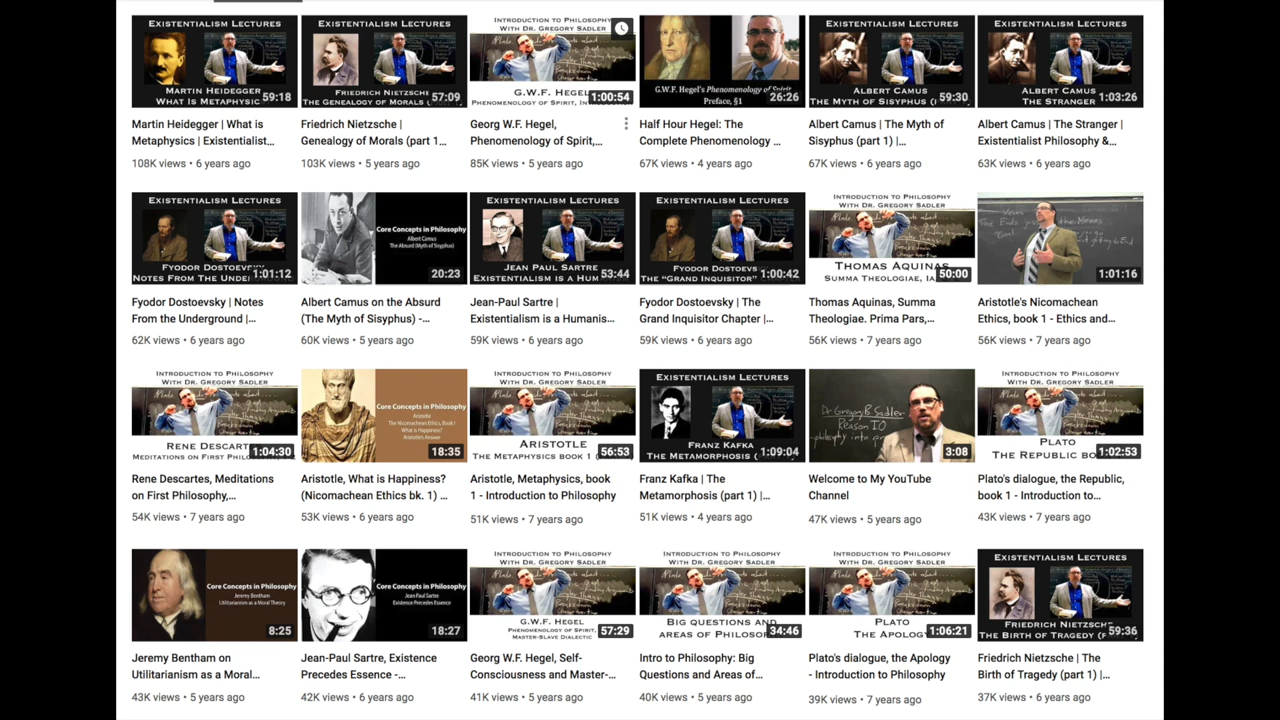 EXISTENTIALISM LECTURES
MARTIN HEIDEGGER
WHAT IS METAPHYSIC
59:18
Martin Heidegger | What is
Metaphysics | Existentialist...
108K views • 6 years ago
EXISTENTIALISM LECTURES
FRIEDRICH NIETZSCHE
THE GENEALOGY OF MORALS
57:09
Friedrich Nietzsche |
Genealogy of Morals (part 1...
103K views • 5 years ago
INTRODUCTION TO PHILOSOPHY
WITH DR. GREGORY SADLER
G.W.F. HEGEL
PHENOMENOLOGY OF SPIRIT,
1:00:54
Georg W.F. Hegel,
Phenomenology of Spirit,...
85K views • 5 years ago
G.W.F. HEGEL's Phenomenology of Spirit
Preface, §1
26:26
Half Hour Hegel: The
Complete Phenomenology ...
67K views • 4 years ago
EXISTENTIALISM LECTURES
ALBERT CAMUS
THE MYTH OF SISYPHUS
59:30
Albert Camus | The Myth of
Sisyphus (part 1) |...
67K views • 6 years ago
EXISTENTIALISM LECTURES
ALBERT CAMUS
THE STRANGER
1:03:26
Albert Camus | The Stranger |
Existentialist Philosophy &...
63K views • 6 years ago
EXISTENTIALISM LECTURES
FYODOR DOSTOEVSKY
NOTES FROM THE UNDE
1:01:12
Fyodor Dostoevsky | Notes
From the Underground |...
62K views • 6 years ago
Core Concepts in Philosophy
Albert Camus
The Absurd (Myth of Sisyphus)
20:23
Albert Camus on the Absurd
(The Myth of Sisyphus) -...
60K views • 5 years ago
EXISTENTIALISM LECTURES
JEAN PAUL SARTRE
EXISTENTIALISM IS A HUM
53:44
Jean-Paul Sartre |
Existentialism is a Humanis...
59K views • 6 years ago
EXISTENTIALISM LECTURES
FYODOR DOSTOEVS
THE "GRAND INQUISITOR"
1:00:42
Fyodor Dostoevsky | The
Grand Inquisitor Chapter |...
59K views • 6 years ago
INTRODUCTION TO PHILOSOPHY
WITH DR. GREGORY SADLER
THOMAS AQUINAS
SUMMA THEOLOGIAE, IA
50:00
Thomas Aquinas, Summa
Theologiae. Prima Pars,...
56K views • 7 years ago
1:01:16
Aristotle's Nicomachean
Ethics, book 1 - Ethics and...
56K views • 7 years ago
INTRODUCTION TO PHILOSOPHY
WITH DR. GREGORY SADLER
RENE DESCART
MEDITATIONS ON FIRST PHILO
1:04:30
Rene Descartes, Meditations
on First Philosophy,...
54K views • 7 years ago
Core Concepts in Philosophy
Aristotle
The Nicomachean Ethics, Book I
What is Happiness?
Aristotle's Answer
18:35
Aristotle, What is Happiness?
(Nicomachean Ethics bk. 1) ...
53K views • 6 years ago
INTRODUCTION TO PHILOSOPHY
WITH DR. GREGORY SADLER
ARISTOTLE
THE METAPHYSICS BOOK 1
56:53
Aristotle, Metaphysics, book
1 - Introduction to Philosophy
51K views • 7 years ago
EXISTENTIALISM LECTURES
FRANZ KAFKA
THE METAMORPHOSIS
1:09:04
Franz Kafka | The
Metamorphosis (part 1) |...
51K views • 4 years ago
Dr Gregory B Sadler
Reason IO
philosophy into
3:08
Welcome to My YouTube
Channel
47K views • 5 years ago
INTRODUCTION TO PHILOSOPHY
WITH DR. GREGORY SADLER
PLATO
THE REPUBLIC BO
1:02:53
Plato's dialogue, the Republic,
book 1 - Introduction to...
43K views • 7 years ago
Core Concepts in Philosophy
Jeremy Bentham
Utilitarianism as a Moral Theory
8:25
Jeremy Bentham on
Utilitarianism as a Moral...
43K views • 5 years ago
Core Concepts in Philosophy
Jean-Paul Sartre
Existence Precedes Essence
18:27
Jean-Paul Sartre, Existence
Precedes Essence -...
42K views • 6 years ago
INTRODUCTION TO PHILOSOPHY
WITH DR. GREGORY SADLER
G.W.F. HEGEL
PHENOMENOLOGY OF SPIRIT,
MASTER-SLAVE DIALECTIC
57:29
Georg W.F. Hegel, Self-
Consciousness and Master-...
41K views • 5 years ago
INTRODUCTION TO PHILOSOPHY
WITH DR. GREGORY SADLER
BIG QUESTIONS AND
AREAS OF PHILOSOP
34:46
Intro to Philosophy: Big
Questions and Areas of...
40K views • 5 years ago
INTRODUCTION TO PHILOSOPHY
WITH DR. GREGORY SADLER
PLATO
THE APOLOGY
1:06:21
Plato's dialogue, the Apology
- Introduction to Philosophy
39K views • 7 years ago
EXISTENTIALISM LECTURES
FRIEDRICH NIETZSCHE
THE BIRTH OF TRAGEDY
59:36
Friedrich Nietzsche | The
Birth of Tragedy (part 1) |...
37K views • 6 years ago